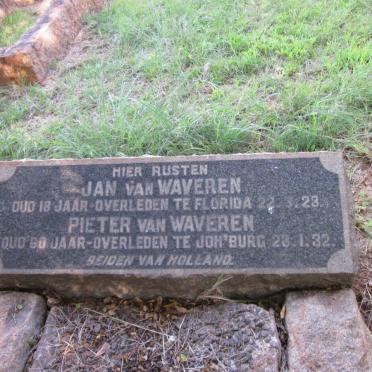 HIER RUSTEN
JAN VAN WAVEREN
OUD 18 JAAR-OVERLEDEN TE FLORIDA 23.
PIETER VAN WAVEREN
OUD 60 JAAR-OVERLEDEN TE JOH'BURG 1.32.
BEIDEN VAN HOLLAND.